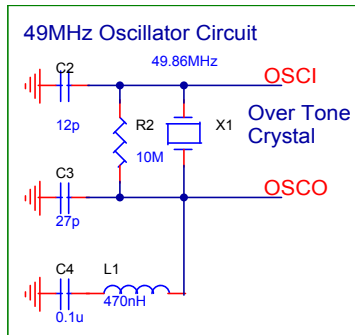 49MHz Oscillator Circuit
C2
49.86MHz
OSCI
12p
R2
X1
Over Tone
Crystal
10M
C3
OSCO
27p
C4
L1
470nH
0.1u